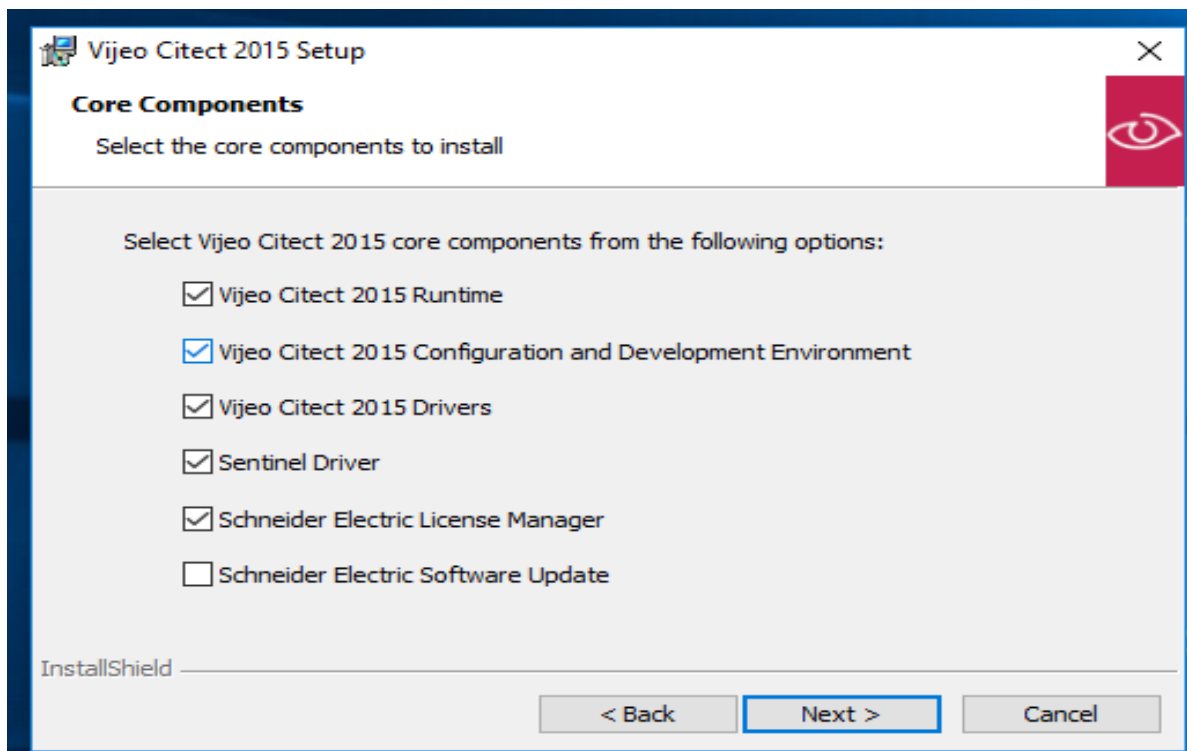 Vijeo Citect 2015 Setup
Core Components
Select the core components to install
Select Vijeo Citect 2015 core components from the following options:
Vijeo Citect 2015 Runtime
Vijeo Citect 2015 Configuration and Development Environment
Vijeo Citect 2015 Drivers
Sentinel Driver
Schneider Electric License Manager
Schneider Electric Software Update
InstallShield
< Back Next > Cancel